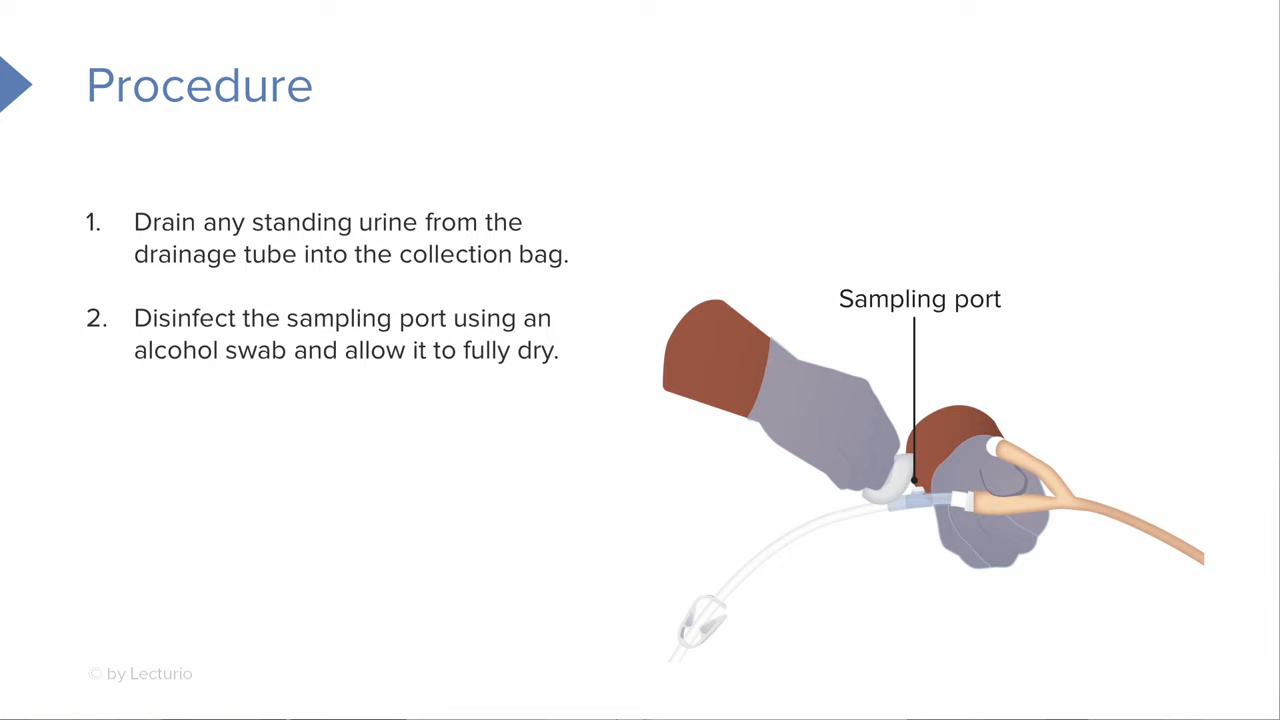 Procedure
1. Drain any standing urine from the
drainage tube into the collection bag.
2. Disinfect the sampling port using an
alcohol swab and allow it to fully dry.
Sampling port
© by Lecturio